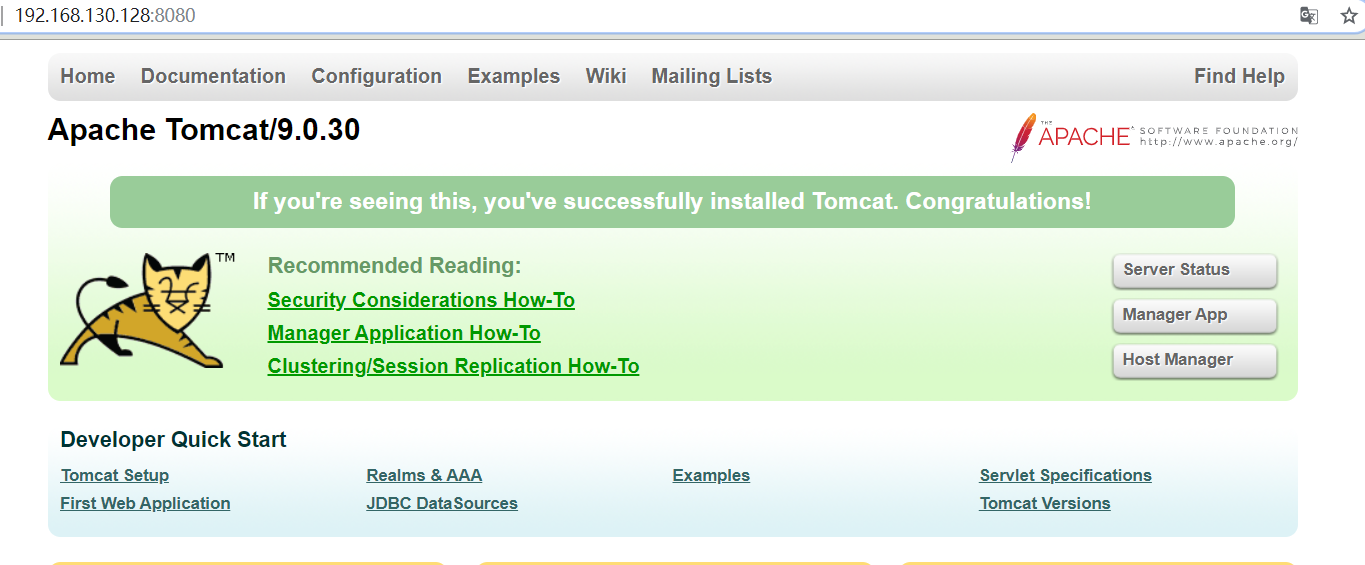 192.168.130.128:8080
Home Documentation Configuration Examples Wiki Mailing Lists Find Help
Apache Tomcat/9.0.30
THE
APACHE SOFTWARE FOUNDATION
http://www.apache.org/
If you're seeing this, you've successfully installed Tomcat. Congratulations!
TM
Recommended Reading:
Security Considerations How-To
Manager Application How-To
Clustering/Session Replication How-To
Server Status
Manager App
Host Manager
Developer Quick Start
Tomcat Setup Realms & AAA Examples Servlet Specifications
First Web Application JDBC DataSources Tomcat Versions